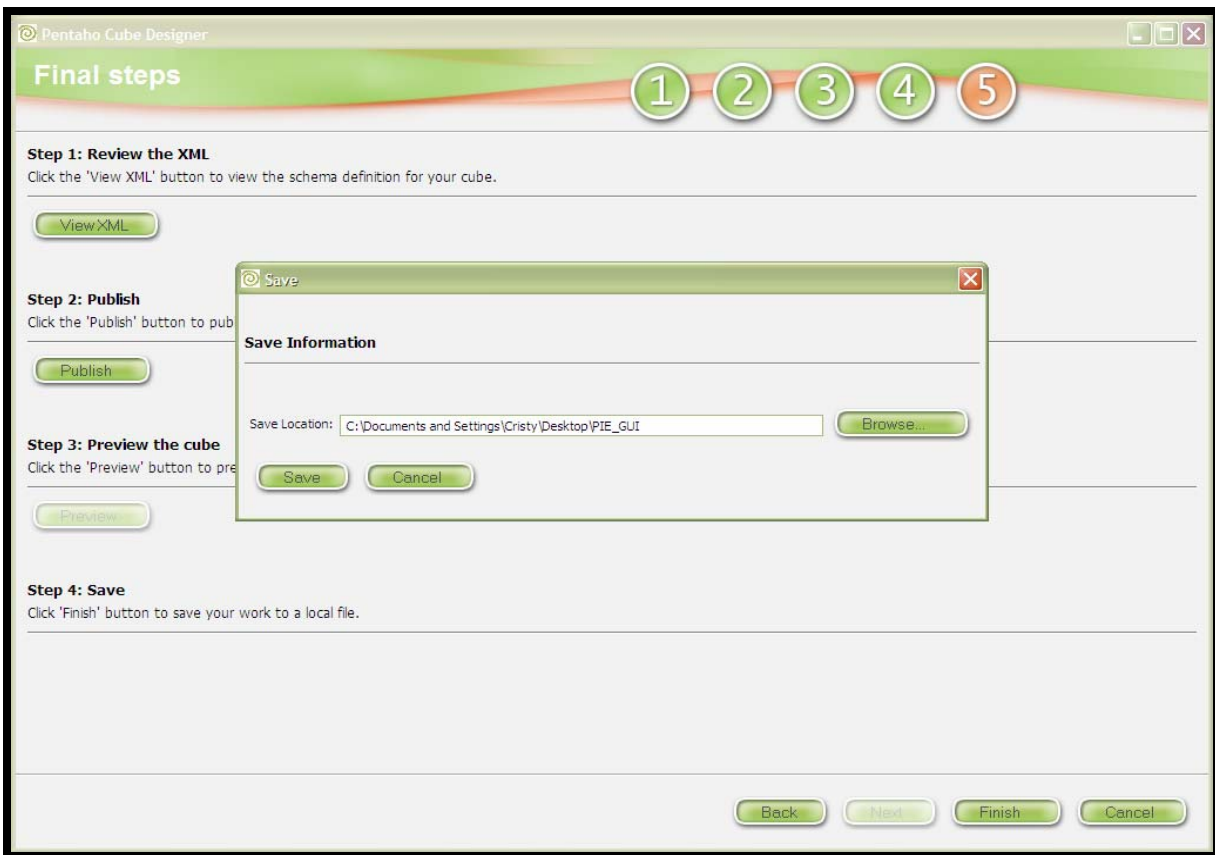 Pentaho Cube Designer
Final steps
1 2 3 4 5
Step 1: Review the XML
Click the 'View XML' button to view the schema definition for your cube.
View XML
Save
Step 2: Publish
Click the 'Publish' button to pub
Save Information
Publish
Save Location: C:\Documents and Settings\Cristy\Desktop\PIE_GUI Browse...
Step 3: Preview the cube
Click the 'Preview' button to pre
Save Cancel
Preview
Step 4: Save
Click 'Finish' button to save your work to a local file.
Back Next Finish Cancel